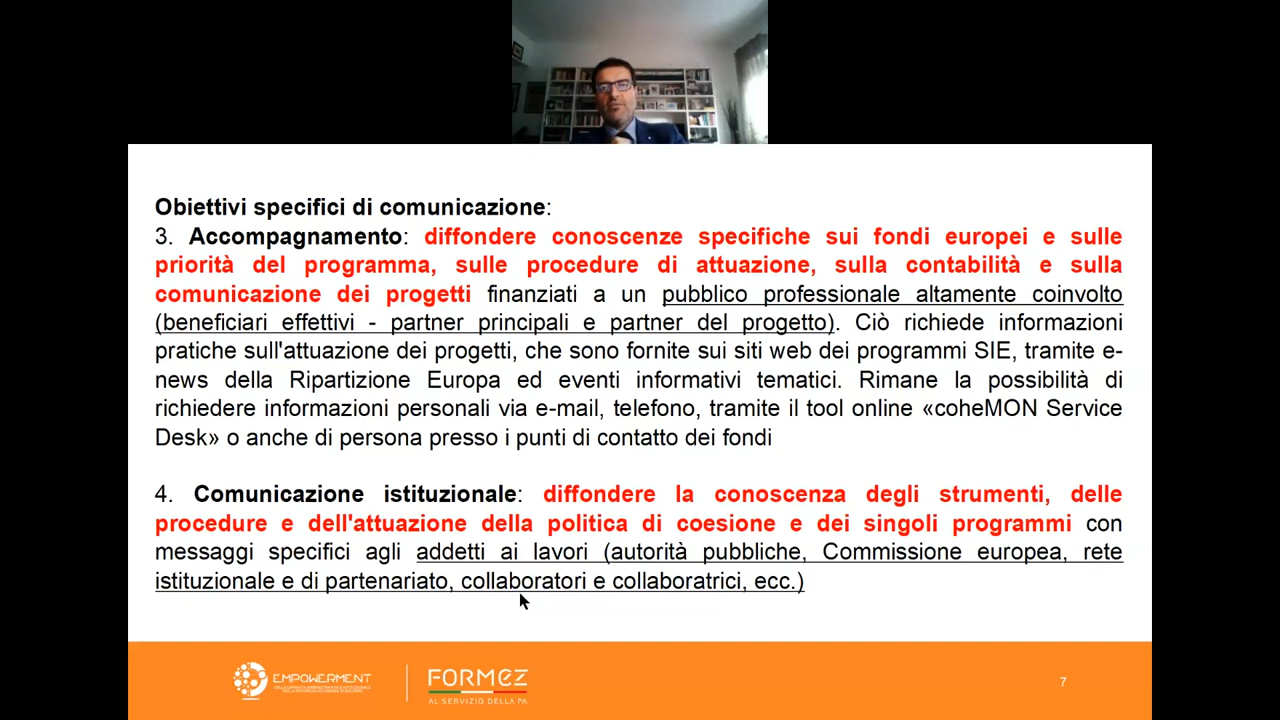 Obiettivi specifici di comunicazione:
3. Accompagnamento: diffondere conoscenze specifiche sui fondi europei e sulle
priorità del programma, sulle procedure di attuazione, sulla contabilità e sulla
comunicazione dei progetti finanziati a un pubblico professionale altamente coinvolto
(beneficiari effettivi - partner principali e partner del progetto). Ciò richiede informazioni
pratiche sull'attuazione dei progetti, che sono fornite sui siti web dei programmi SIE, tramite e-
news della Ripartizione Europa ed eventi informativi tematici. Rimane la possibilità di
richiedere informazioni personali via e-mail, telefono, tramite il tool online «coheMON Service
Desk» o anche di persona presso i punti di contatto dei fondi
4. Comunicazione istituzionale: diffondere la conoscenza degli strumenti, delle
procedure e dell'attuazione della politica di coesione e dei singoli programmi con
messaggi specifici agli addetti ai lavori (autorità pubbliche, Commissione europea, rete
istituzionale e di partenariato, collaboratori e collaboratrici, ecc.)
EMPOWERMENT
FORMEZ
AL SERVIZIO DELLA PA
7